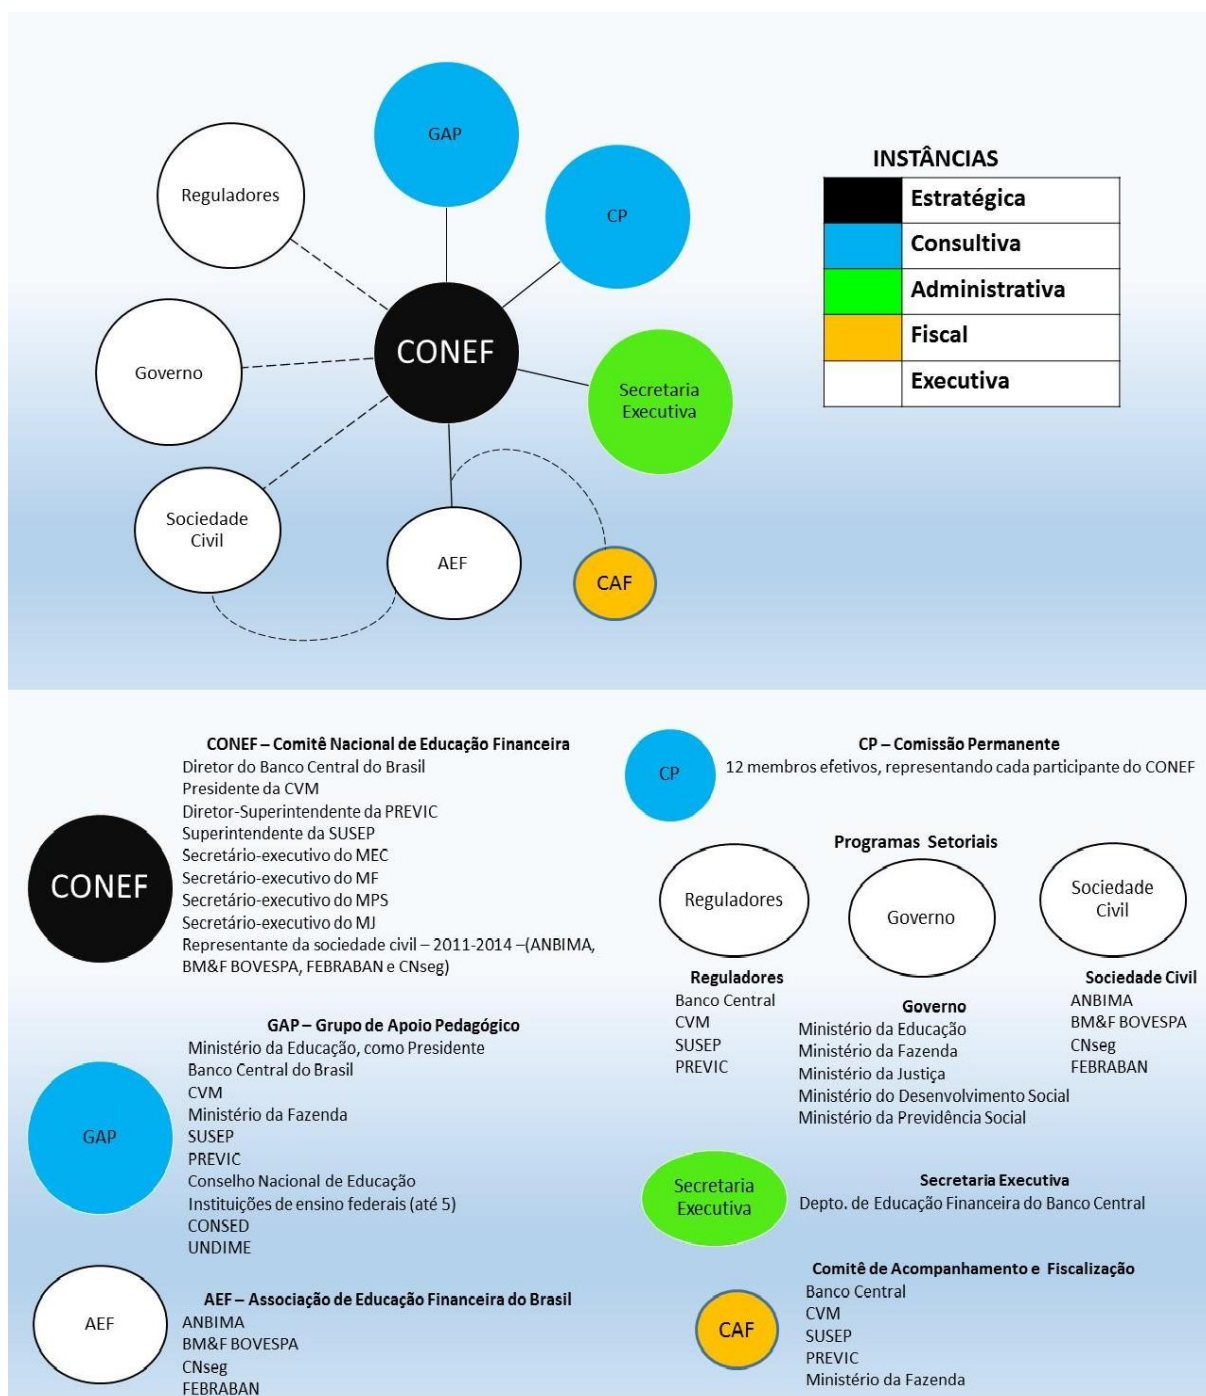 GAP
Reguladores
CP
CONEF
Governo
Secretaria
Executiva
Sociedade
Civil
AEF
CAF
INSTÂNCIAS
Estratégica
Consultiva
Administrativa
Fiscal
Executiva
CONEF
CONEF – Comitê Nacional de Educação Financeira
Diretor do Banco Central do Brasil
Presidente da CVM
Diretor-Superintendente da PREVIC
Superintendente da SUSEP
Secretário-executivo do MEC
Secretário-executivo do MF
Secretário-executivo do MPS
Secretário-executivo do MJ
Representante da sociedade civil – 2011-2014 –(ANBIMA,
BM&F BOVESPA, FEBRABAN e CNseg)
GAP
GAP – Grupo de Apoio Pedagógico
Ministério da Educação, como Presidente
Banco Central do Brasil
CVM
Ministério da Fazenda
SUSEP
PREVIC
Conselho Nacional de Educação
Instituições de ensino federais (até 5)
CONSED
UNDIME
AEF
AEF – Associação de Educação Financeira do Brasil
ANBIMA
BM&F BOVESPA
CNseg
FEBRABAN
CP
CP – Comissão Permanente
12 membros efetivos, representando cada participante do CONEF
Programas Setoriais
Reguladores
Governo
Sociedade
Civil
Reguladores
Banco Central
CVM
SUSEP
PREVIC
Governo
Ministério da Educação
Ministério da Fazenda
Ministério da Justiça
Ministério do Desenvolvimento Social
Ministério da Previdência Social
Sociedade Civil
ANBIMA
BM&F BOVESPA
CNseg
FEBRABAN
Secretaria
Executiva
Secretaria Executiva
Depto. de Educação Financeira do Banco Central
CAF
Comitê de Acompanhamento e Fiscalização
Banco Central
CVM
SUSEP
PREVIC
Ministério da Fazenda